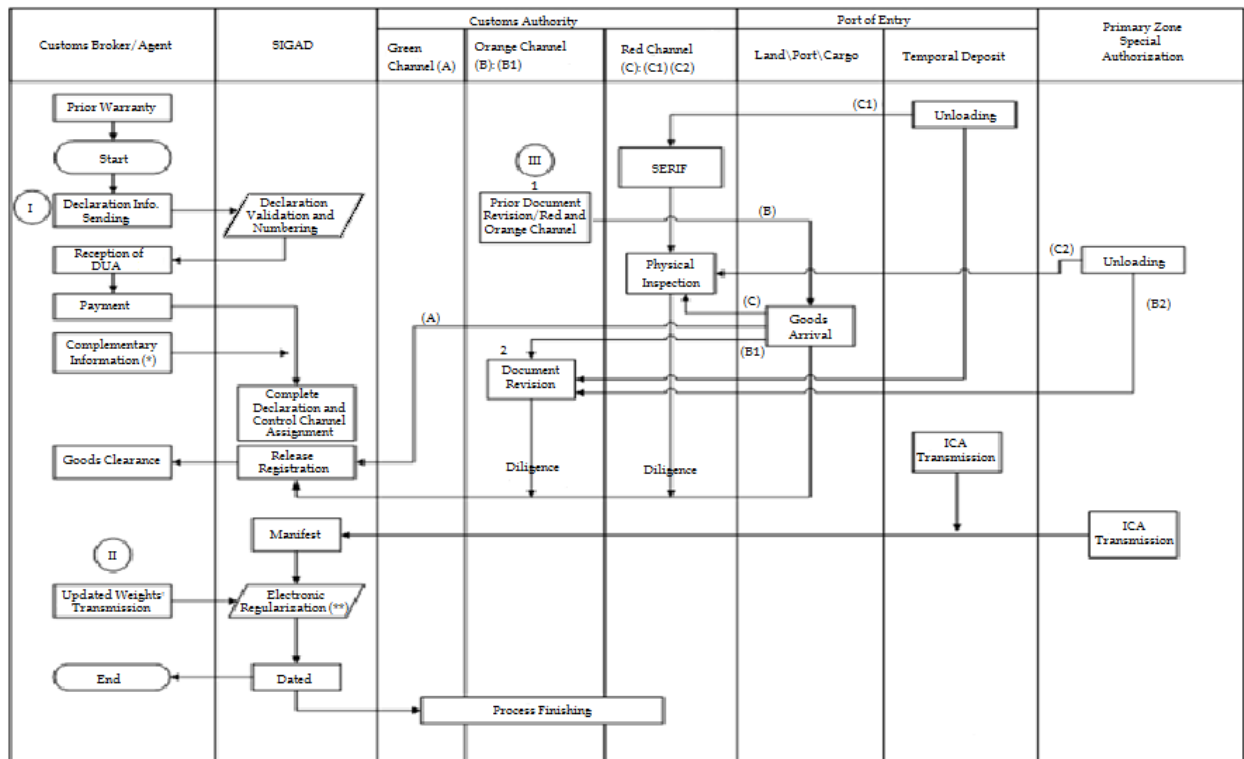 Customs Authority
Port of Entry
Customs Broker/Agent
SIGAD
Green
Channel (A)
Orange Channel
(B): (B1)
Red Channel
(C): (C1) (C2)
Land\Port\Cargo
Temporal Deposit
Primary Zone
Special
Authorization
Prior Warranty
(C1)
Unloading
Start
III
SERIF
1
I
Declaration Info.
Sending
Declaration
Validation and
Numbering
Prior Document
Revision/Red and
Orange Channel
(B)
Reception of
DUA
Physical
Inspection
(C2)
Unloading
Payment
(C)
(B2)
(A)
Goods
Arrival
Complementary
Information (*)
2
(B1)
Document
Revision
Complete
Declaration and
Control Channel
Assignment
Goods Clearance
Release
Registration
Diligence
Diligence
ICA
Transmission
Manifest
ICA
Transmission
II
Updated Weights
Transmission
Electronic
Regularization (**)
End
Dated
Process Finishing